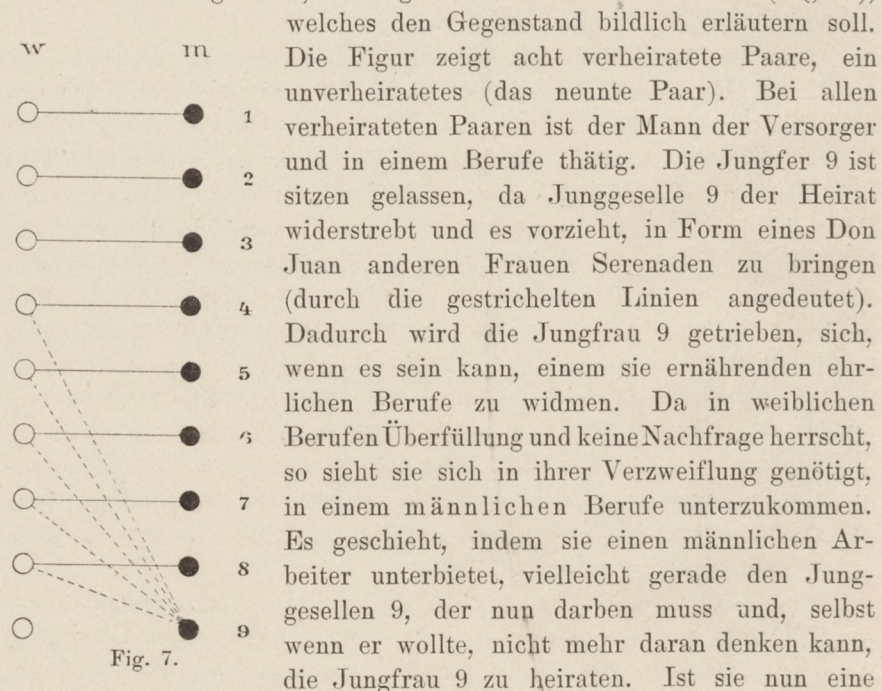 welches den Gegenstand bildlich erläutern soll.
Die Figur zeigt acht verheiratete Paare, ein
unverheiratetes (das neunte Paar). Bei allen
verheirateten Paaren ist der Mann der Versorger
und in einem Berufe thätig. Die Jungfer 9 ist
sitzen gelassen, da Junggeselle 9 der Heirat
widerstrebt und es vorzieht, in Form eines Don
Juan anderen Frauen Serenaden zu bringen
(durch die gestrichelten Linien angedeutet).
Dadurch wird die Jungfrau 9 getrieben, sich,
wenn es sein kann, einem sie ernährenden ehr-
lichen Berufe zu widmen. Da in weiblichen
Berufen Überfüllung und keine Nachfrage herrscht,
so sieht sie sich in ihrer Verzweiflung genötigt,
in einem männlichen Berufe unterzukommen.
Es geschieht, indem sie einen männlichen Ar-
beiter unterbietet, vielleicht gerade den Jung-
gesellen 9, der nun darben muss und, selbst
wenn er wollte, nicht mehr daran denken kann,
die Jungfrau 9 zu heiraten. Ist sie nun eine
w m
1
2
3
4
5
6
7
8
9
Fig. 7.